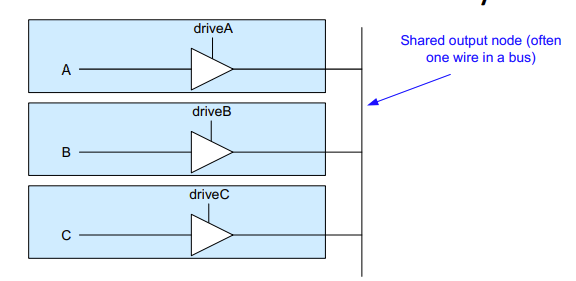 driveA
A
Shared output node (often
one wire in a bus)
driveB
B
driveC
C